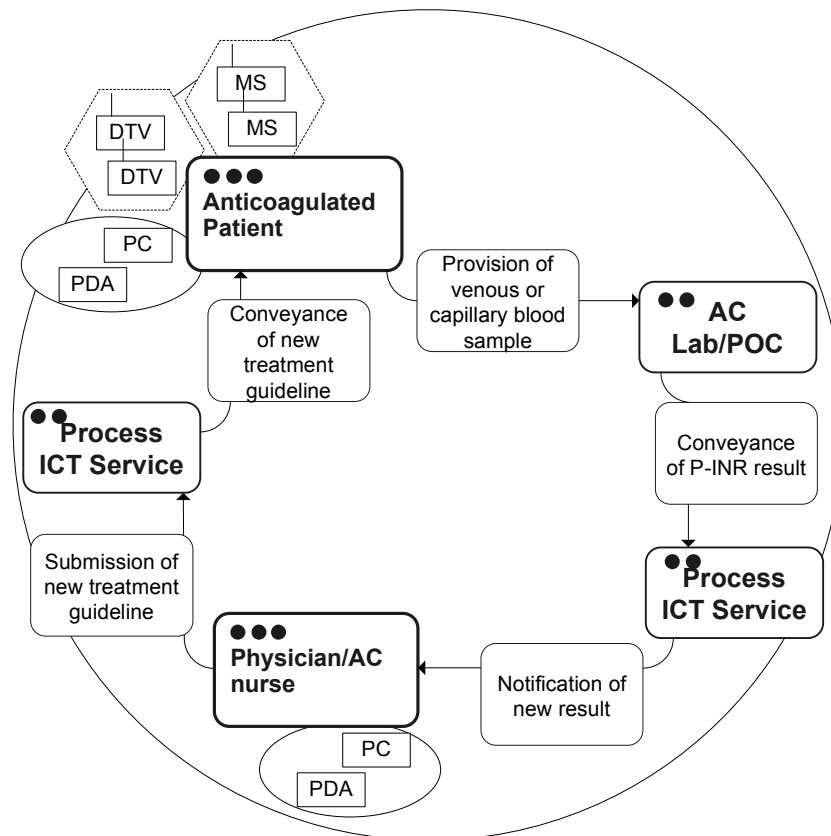 MS
MS
DTV
DTV
Anticoagulated
Patient
PC
PDA
Provision of
venous or
capillary blood
sample
AC
Lab/POC
Conveyance
of P-INR result
Process
ICT Service
Notification of
new result
Physician/AC
nurse
PC
PDA
Submission of
new treatment
guideline
Process
ICT Service
Conveyance
of new
treatment
guideline